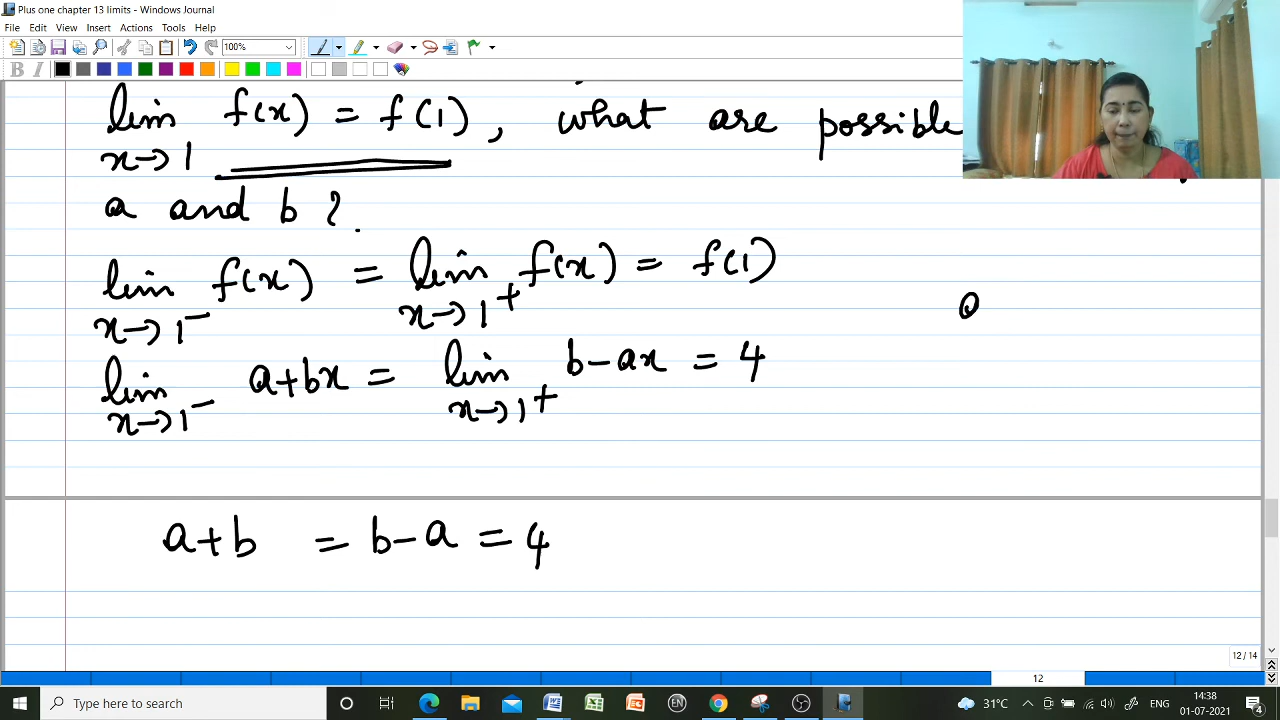 Plus one chapter 13 limits - Windows Journal
File Edit View Insert Actions Tools Help
100%
B I
lim f(x) = f(1), what are possible
x→1
a and b ?
lim f(x) = lim f(x) = f(1)
x→1⁻ x→1⁺
lim a+bx = lim b-ax = 4
x→1⁻ x→1⁺
a+b = b-a = 4
12 / 14
12
Type here to search
31°C
ENG
14:38
01-07-2021
4